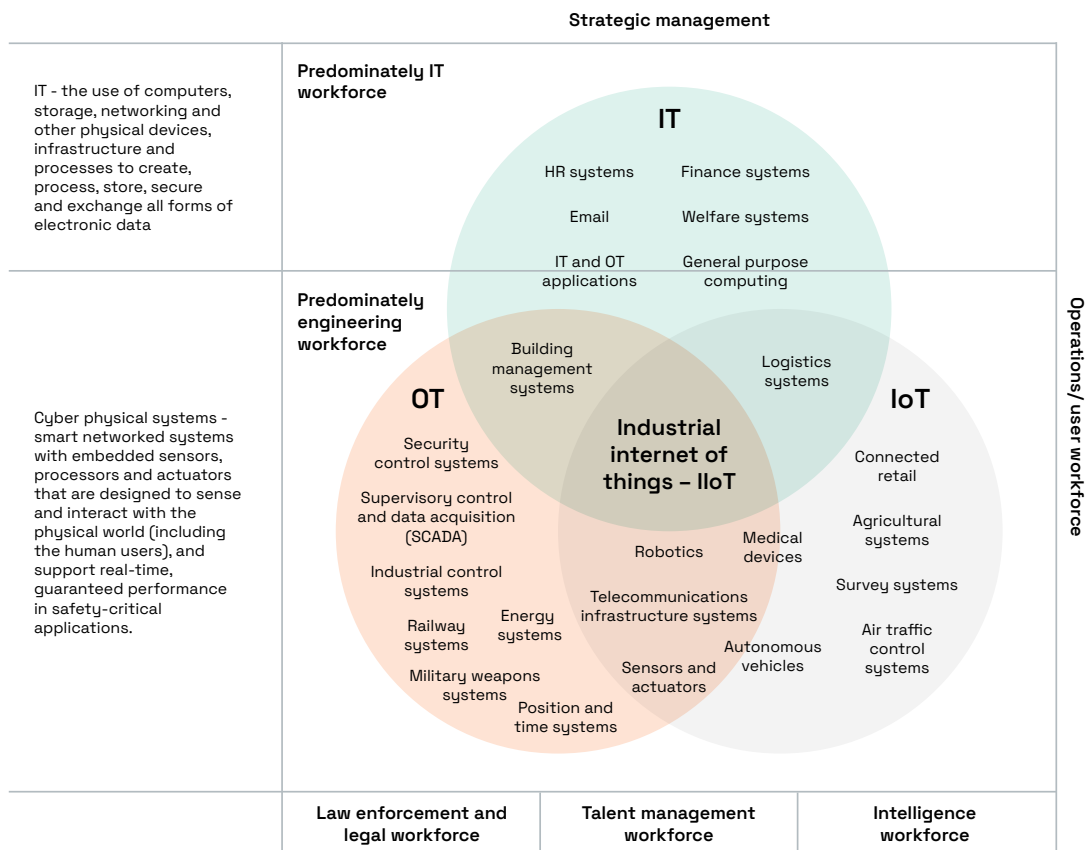 Strategic management
Predominately IT
workforce
IT - the use of computers,
storage, networking and
other physical devices,
infrastructure and
processes to create,
process, store, secure
and exchange all forms of
electronic data
IT
HR systems
Finance systems
Email
Welfare systems
IT and OT
applications
General purpose
computing
Predominately
engineering
workforce
Cyber physical systems -
smart networked systems
with embedded sensors,
processors and actuators
that are designed to sense
and interact with the
physical world (including
the human users), and
support real-time,
guaranteed performance
in safety-critical
applications.
Building
management
systems
Logistics
systems
OT
IoT
Industrial
internet of
things – IIoT
Security
control systems
Supervisory control
and data acquisition
(SCADA)
Industrial control
systems
Railway
systems
Energy
systems
Military weapons
systems
Position and
time systems
Robotics
Medical
devices
Telecommunications
infrastructure systems
Autonomous
vehicles
Sensors and
actuators
Connected
retail
Agricultural
systems
Survey systems
Air traffic
control
systems
Operations/ user workforce
Law enforcement and
legal workforce
Talent management
workforce
Intelligence
workforce